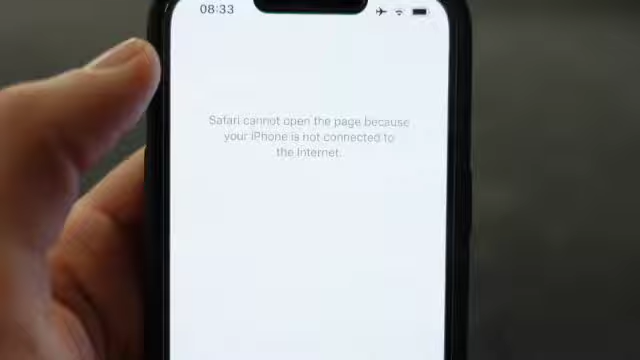 08:33
Safari cannot open the page because
your iPhone is not connected to
the Internet.